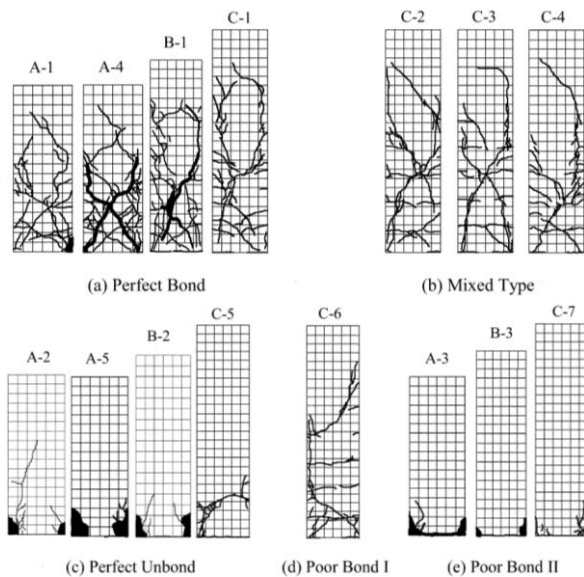 C-1
B-1
A-1
A-4
C-2
C-3
C-4
(a) Perfect Bond
(b) Mixed Type
C-5
C-6
C-7
B-3
B-2
A-2
A-5
A-3
(c) Perfect Unbond
(d) Poor Bond I
(e) Poor Bond II